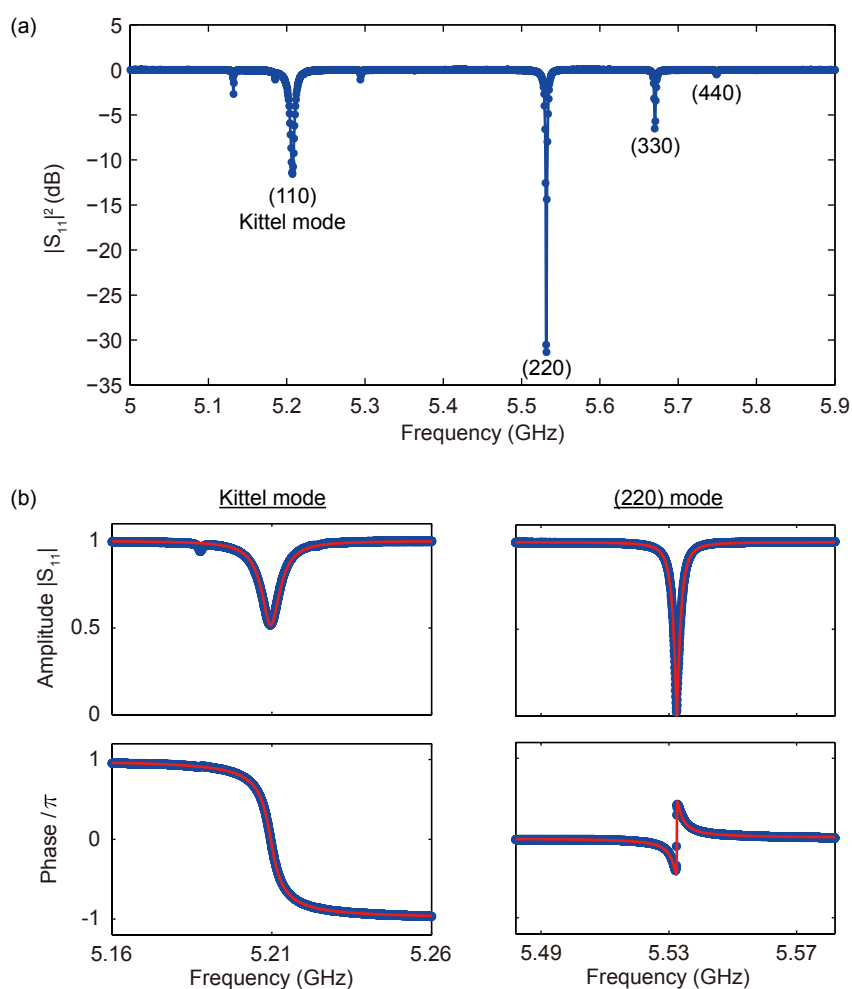 (a)
5
0
−5
−10
−15
−20
−25
−30
−35
|S11|² (dB)
(110)
Kittel mode
(220)
(330)
(440)
5 5.1 5.2 5.3 5.4 5.5 5.6 5.7 5.8 5.9
Frequency (GHz)
(b)
Kittel mode
(220) mode
1
0.5
0
Amplitude |S11|
1
0
-1
Phase / π
5.16 5.21 5.26
Frequency (GHz)
5.49 5.53 5.57
Frequency (GHz)